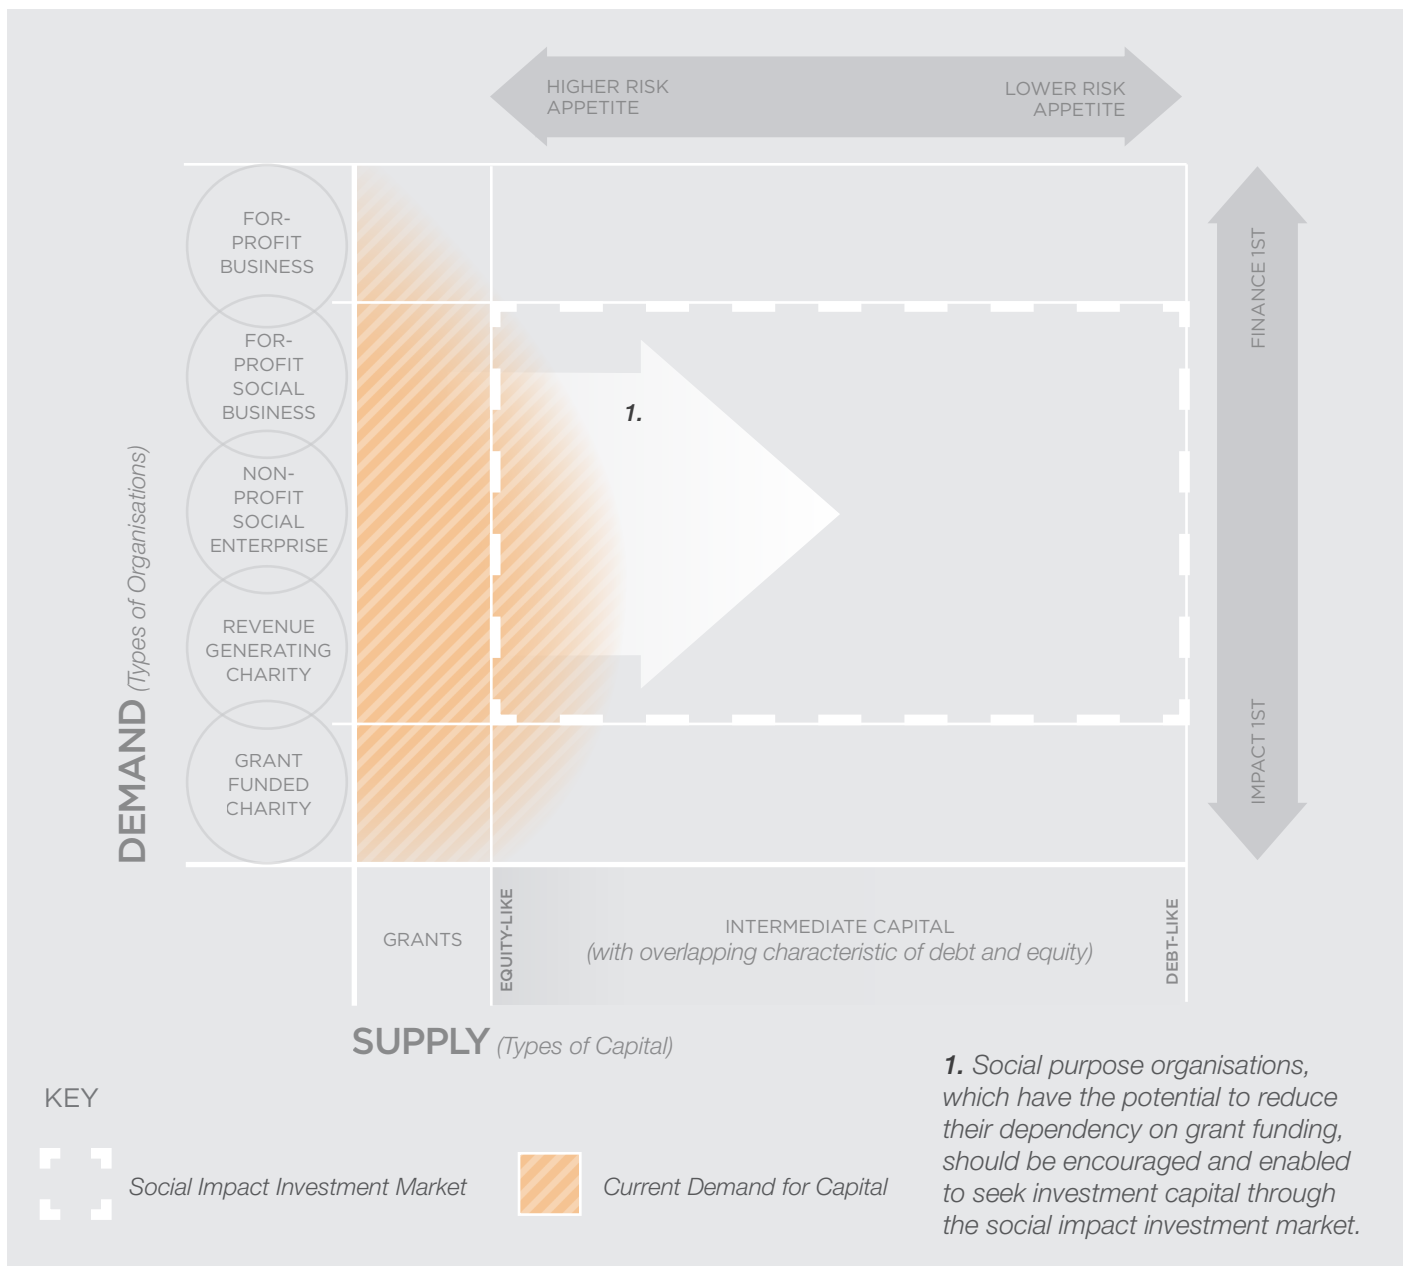 HIGHER RISK
APPETITE
LOWER RISK
APPETITE
FOR-
PROFIT
BUSINESS
FOR-
PROFIT
SOCIAL
BUSINESS
NON-
PROFIT
SOCIAL
ENTERPRISE
REVENUE
GENERATING
CHARITY
GRANT
FUNDED
CHARITY
DEMAND (Types of Organisations)
1.
FINANCE 1ST
IMPACT 1ST
GRANTS
EQUITY-LIKE
INTERMEDIATE CAPITAL
(with overlapping characteristic of debt and equity)
DEBT-LIKE
SUPPLY (Types of Capital)
KEY
Social Impact Investment Market
Current Demand for Capital
1. Social purpose organisations,
which have the potential to reduce
their dependency on grant funding,
should be encouraged and enabled
to seek investment capital through
the social impact investment market.